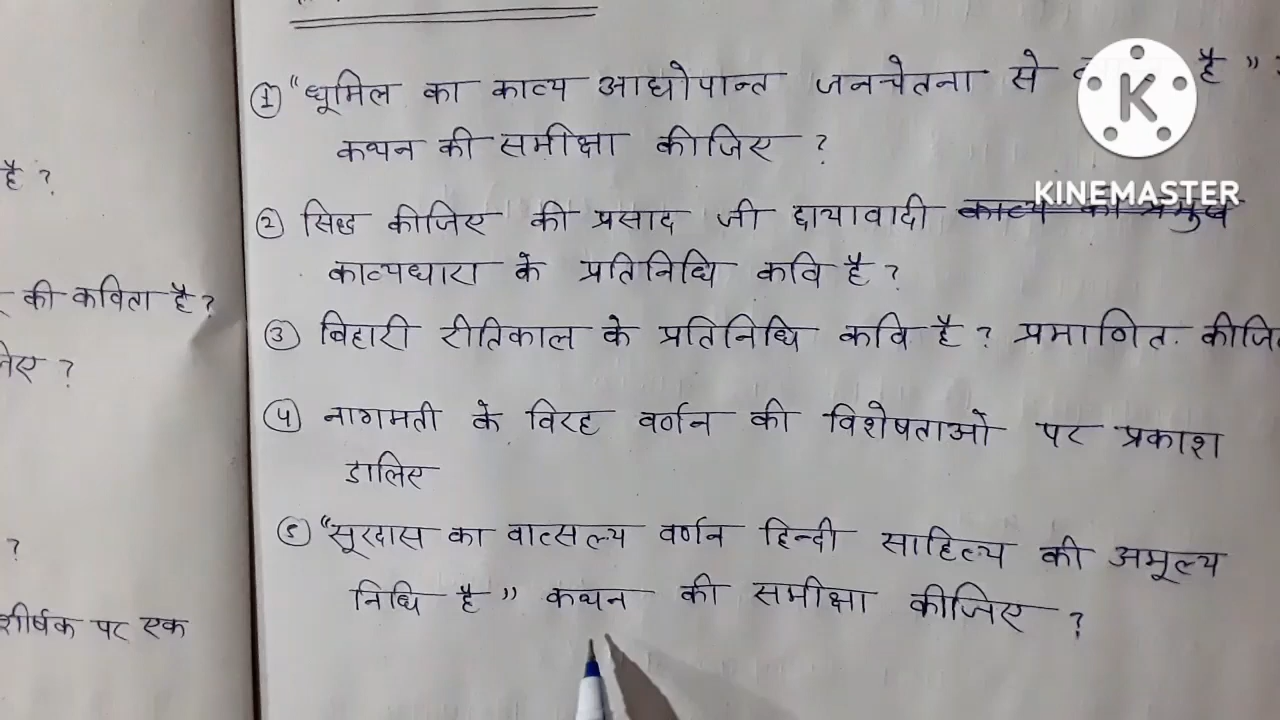 ① "धूमिल का काव्य आद्योपान्त जनचेतना से है"
कथन की समीक्षा कीजिए ?
है ?
② सिध्द कीजिए की प्रसाद जी छायावादी काव्य का प्रमुख
काव्यधारा के प्रतिनिधि कवि है ?
की कविता है ?
③ बिहारी रीतिकाल के प्रतिनिधि कवि है ? प्रमाणित. कीजि
जिए ?
④ नागमती के विरह वर्णन की विशेषताओं पर प्रकाश
डालिए
⑤ "सूरदास का वात्सल्य वर्णन हिन्दी साहित्य की अमूल्य
?
निधि है" कथन की समीक्षा कीजिए ?
शीर्षक पर एक
K
KINEMASTER